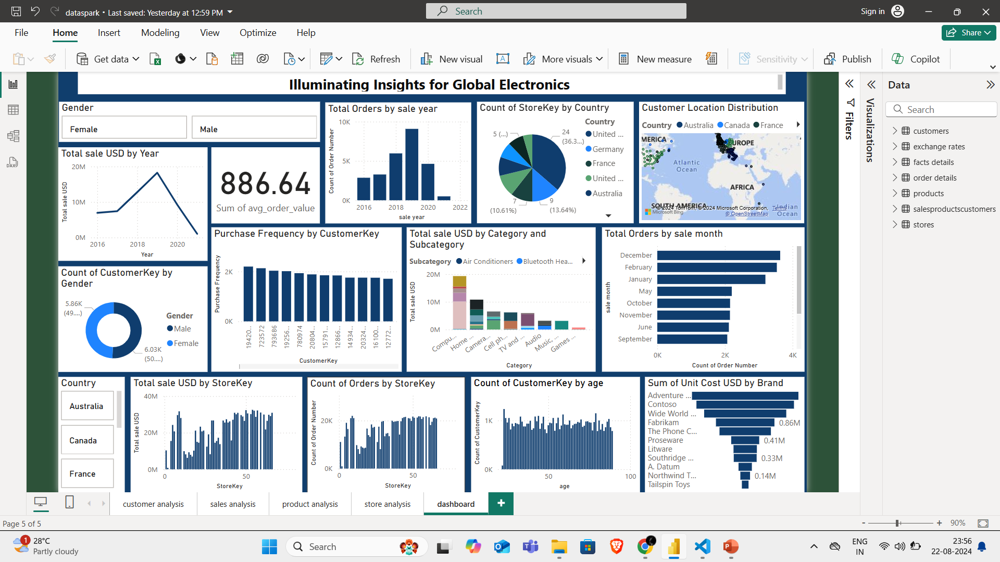 dataspark • Last saved: Yesterday at 12:59 PM
Search
Sign in
File Home Insert Modeling View Optimize Help
Share
Get data
Refresh
New visual
More visuals
New measure
Sensitivity
Publish
Copilot
Illuminating Insights for Global Electronics
Gender
Female
Male
Total Orders by sale year
10K
5K
0K
Count of Order Number
2016 2018 2020 2022
sale year
Count of StoreKey by Country
5 (...)
24
(36.3...)
7
(10.61%)
9
(13.64%)
Country
United ...
Germany
France
United ...
Australia
Customer Location Distribution
Country Australia Canada France
MERICA
EUROPE
Atlantic
Ocean
AFRICA
SOUTH AMERICA
Indian
Ocean
Microsoft Bing
© 2024 TomTom, © 2024 Microsoft Corporation, Terms
© OpenStreetMap
Total sale USD by Year
20M
10M
0M
Total sale USD
2016 2018 2020
Year
886.64
Sum of avg_order_value
Purchase Frequency by CustomerKey
2K
0K
Purchase Frequency
19420...
723572
793686
19256...
780974
20804...
15791...
12866...
14934...
20324...
16100...
12772...
CustomerKey
Total sale USD by Category and
Subcategory
Subcategory Air Conditioners Bluetooth Hea...
20M
10M
0M
Total sale USD
Compu...
Home ...
Camera...
Cell ph...
TV and ...
Audio
Music, ...
Games ...
Category
Total Orders by sale month
sale month
December
February
January
May
October
November
June
September
0K 2K 4K
Count of Order Number
Count of CustomerKey by
Gender
5.86K
(49....)
6.03K
(50....)
Gender
Male
Female
Country
Australia
Canada
France
Total sale USD by StoreKey
40M
20M
0M
Total sale USD
0 50
StoreKey
Count of Orders by StoreKey
20K
0K
Count of Order Number
0 50
StoreKey
Count of CustomerKey by age
1K
0K
Count of CustomerKey
50 100
age
Sum of Unit Cost USD by Brand
Adventure ...
Contoso
Wide World ...
Fabrikam
0.86M
The Phone C...
Proseware
0.41M
Litware
Southridge ...
0.33M
A. Datum
Northwind T...
0.14M
Tailspin Toys
Filters
Visualizations
Data
Search
customers
exchange rates
facts details
order details
products
salesproductscustomers
stores
DAX
customer analysis
sales analysis
product analysis
store analysis
dashboard
Page 5 of 5
- + 90%
1
28°C
Partly cloudy
Search
ENG
IN
23:56
22-08-2024